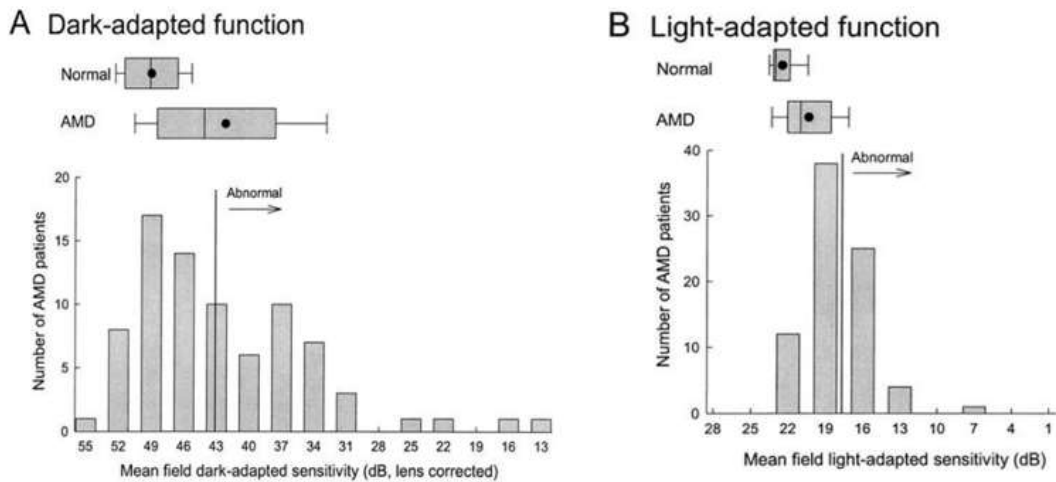 A Dark-adapted function
Normal
AMD
20
15
10
5
0
Number of AMD patients
Abnormal
55 52 49 46 43 40 37 34 31 28 25 22 19 16 13
Mean field dark-adapted sensitivity (dB, lens corrected)
B Light-adapted function
Normal
AMD
40
30
20
10
0
Number of AMD patients
Abnormal
28 25 22 19 16 13 10 7 4 1
Mean field light-adapted sensitivity (dB)